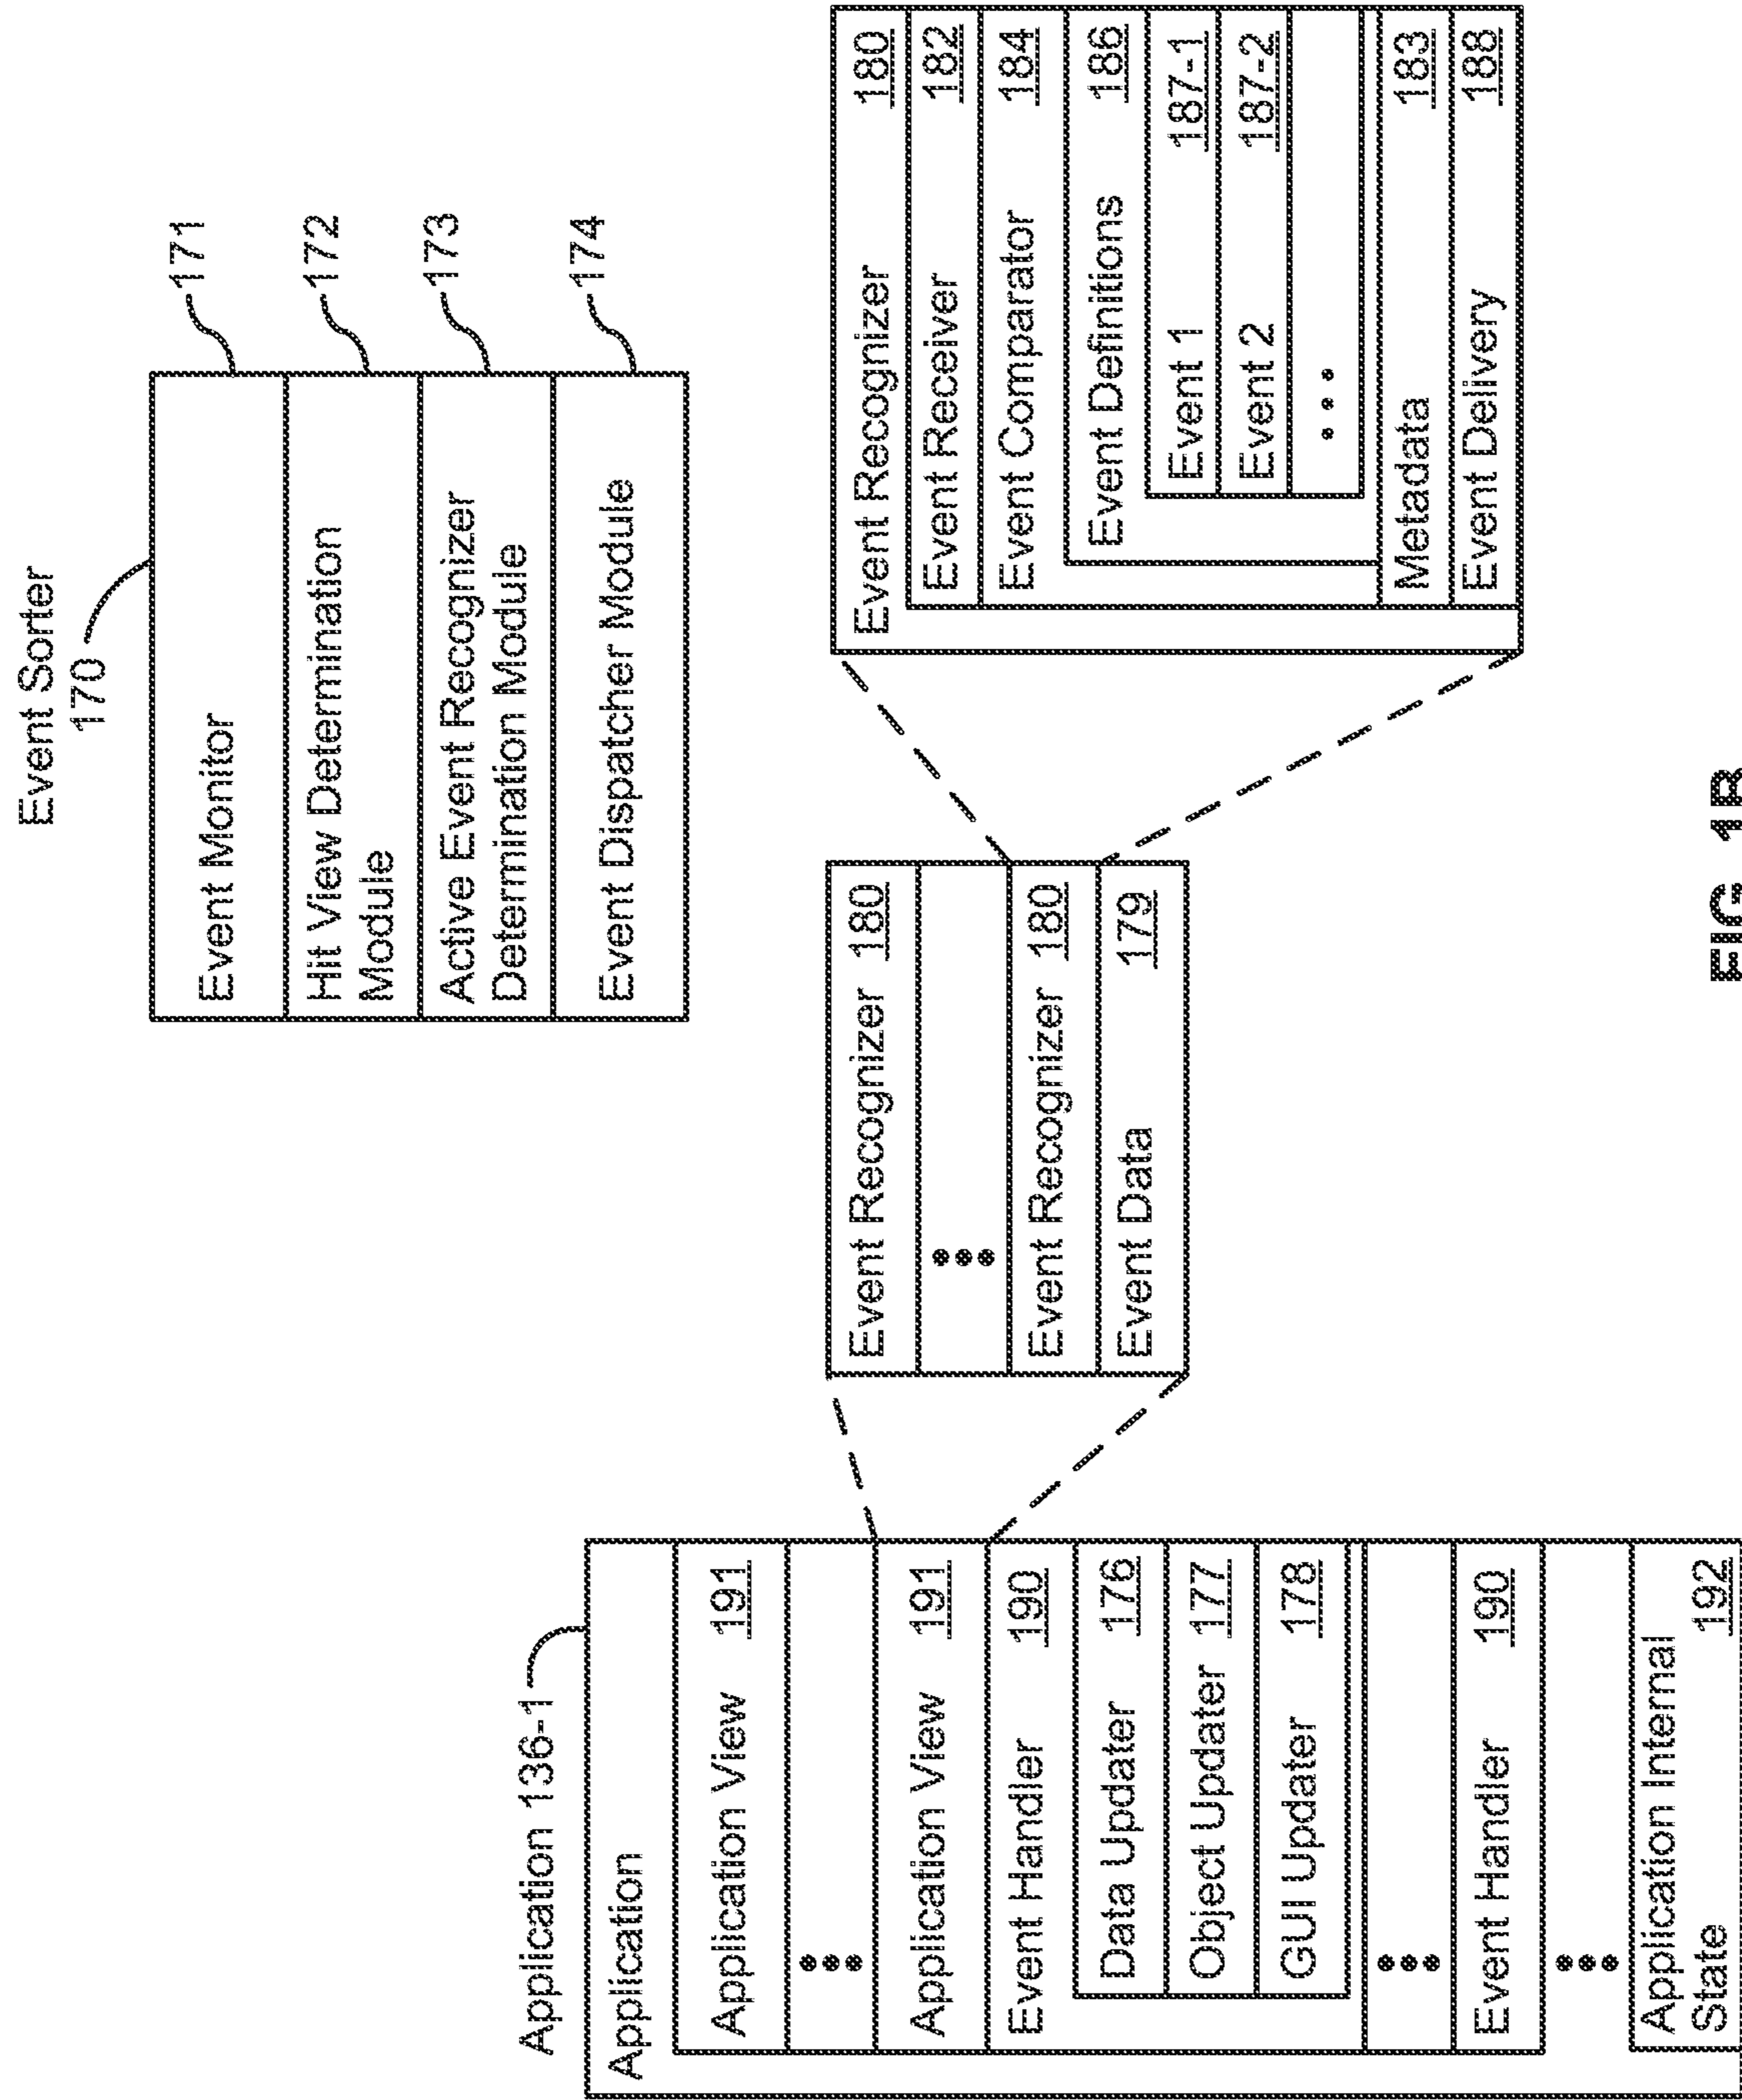 Event Sorter
170
Event Monitor
171
Hit View Determination
Module
172
Active Event Recognizer
Determination Module
173
Event Dispatcher Module
174
Application 136-1
Application
Application View 191
Application View 191
Event Handler 190
Data Updater 176
Object Updater 177
GUI Updater 178
Event Handler 190
Application Internal
State 192
Event Recognizer 180
Event Recognizer 180
Event Data 179
Event Recognizer 180
Event Receiver 182
Event Comparator 184
Event Definitions 186
Event 1 187-1
Event 2 187-2
Metadata 183
Event Delivery 188
FIG. 1B